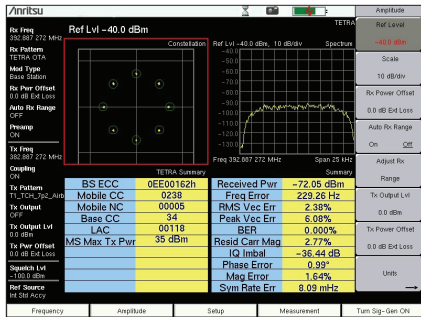 Anritsu
Amplitude
Rx Freq
392.887 272 MHz
Rx Pattern
TETRA OTA
Mod Type
Base Station
Rx Pwr Offset
0.0 dB Ext Loss
Auto Rx Range
OFF
Preamp
ON
Tx Freq
382.887 272 MHz
Coupling
ON
Tx Pattern
T1_TCH_7p2_Airb
Tx Output
OFF
Tx Output Lvl
0.0 dBm
Tx Pwr Offset
0.0 dB Ext Loss
Squelch Lvl
-100.0 dBm
Ref Source
Int Std Accy
Ref Lvl -40.0 dBm
TETRA
Constellation
Ref Lvl -40.0 dBm, 10 dB/div
Spectrum
-40.0
-50.0
-60.0
-70.0
-80.0
-90.0
-100.0
-110.0
-120.0
-130.0
Freq 392.887 272 MHz
Span 25 kHz
TETRA Summary
BS ECC 0EE00162h
Mobile CC 0238
Mobile NC 00005
Base CC 34
LAC 00118
MS Max Tx Pwr 35 dBm
Summary
Received Pwr -72.05 dBm
Freq Error 229.26 Hz
RMS Vec Err 2.38%
Peak Vec Err 6.08%
BER 0.000%
Resid Carr Mag 2.77%
IQ Imbal -36.44 dB
Phase Error 0.99°
Mag Error 1.64%
Sym Rate Err 8.09 mHz
Ref Level
-40.0 dBm
Scale
10 dB/div
Rx Power Offset
0.0 dB Ext Loss
Auto Rx Range
On Off
Adjust Rx
Range
Tx Output Lvl
0.0 dBm
Tx Power Offset
0.0 dB Ext Loss
Units
Frequency
Amplitude
Setup
Measurement
Turn Sig-Gen ON